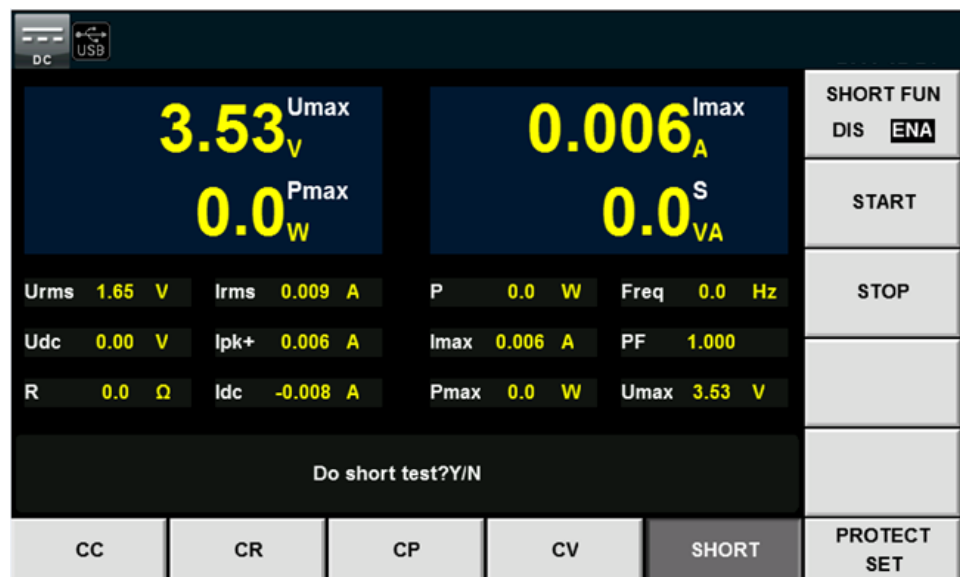 DC
USB
3.53 V Umax
0.006 A Imax
0.0 W Pmax
0.0 VA S
Urms 1.65 V Irms 0.009 A P 0.0 W Freq 0.0 Hz
Udc 0.00 V Ipk+ 0.006 A Imax 0.006 A PF 1.000
R 0.0 Ω Idc -0.008 A Pmax 0.0 W Umax 3.53 V
Do short test?Y/N
CC CR CP CV SHORT
SHORT FUN
DIS ENA
START
STOP
PROTECT
SET